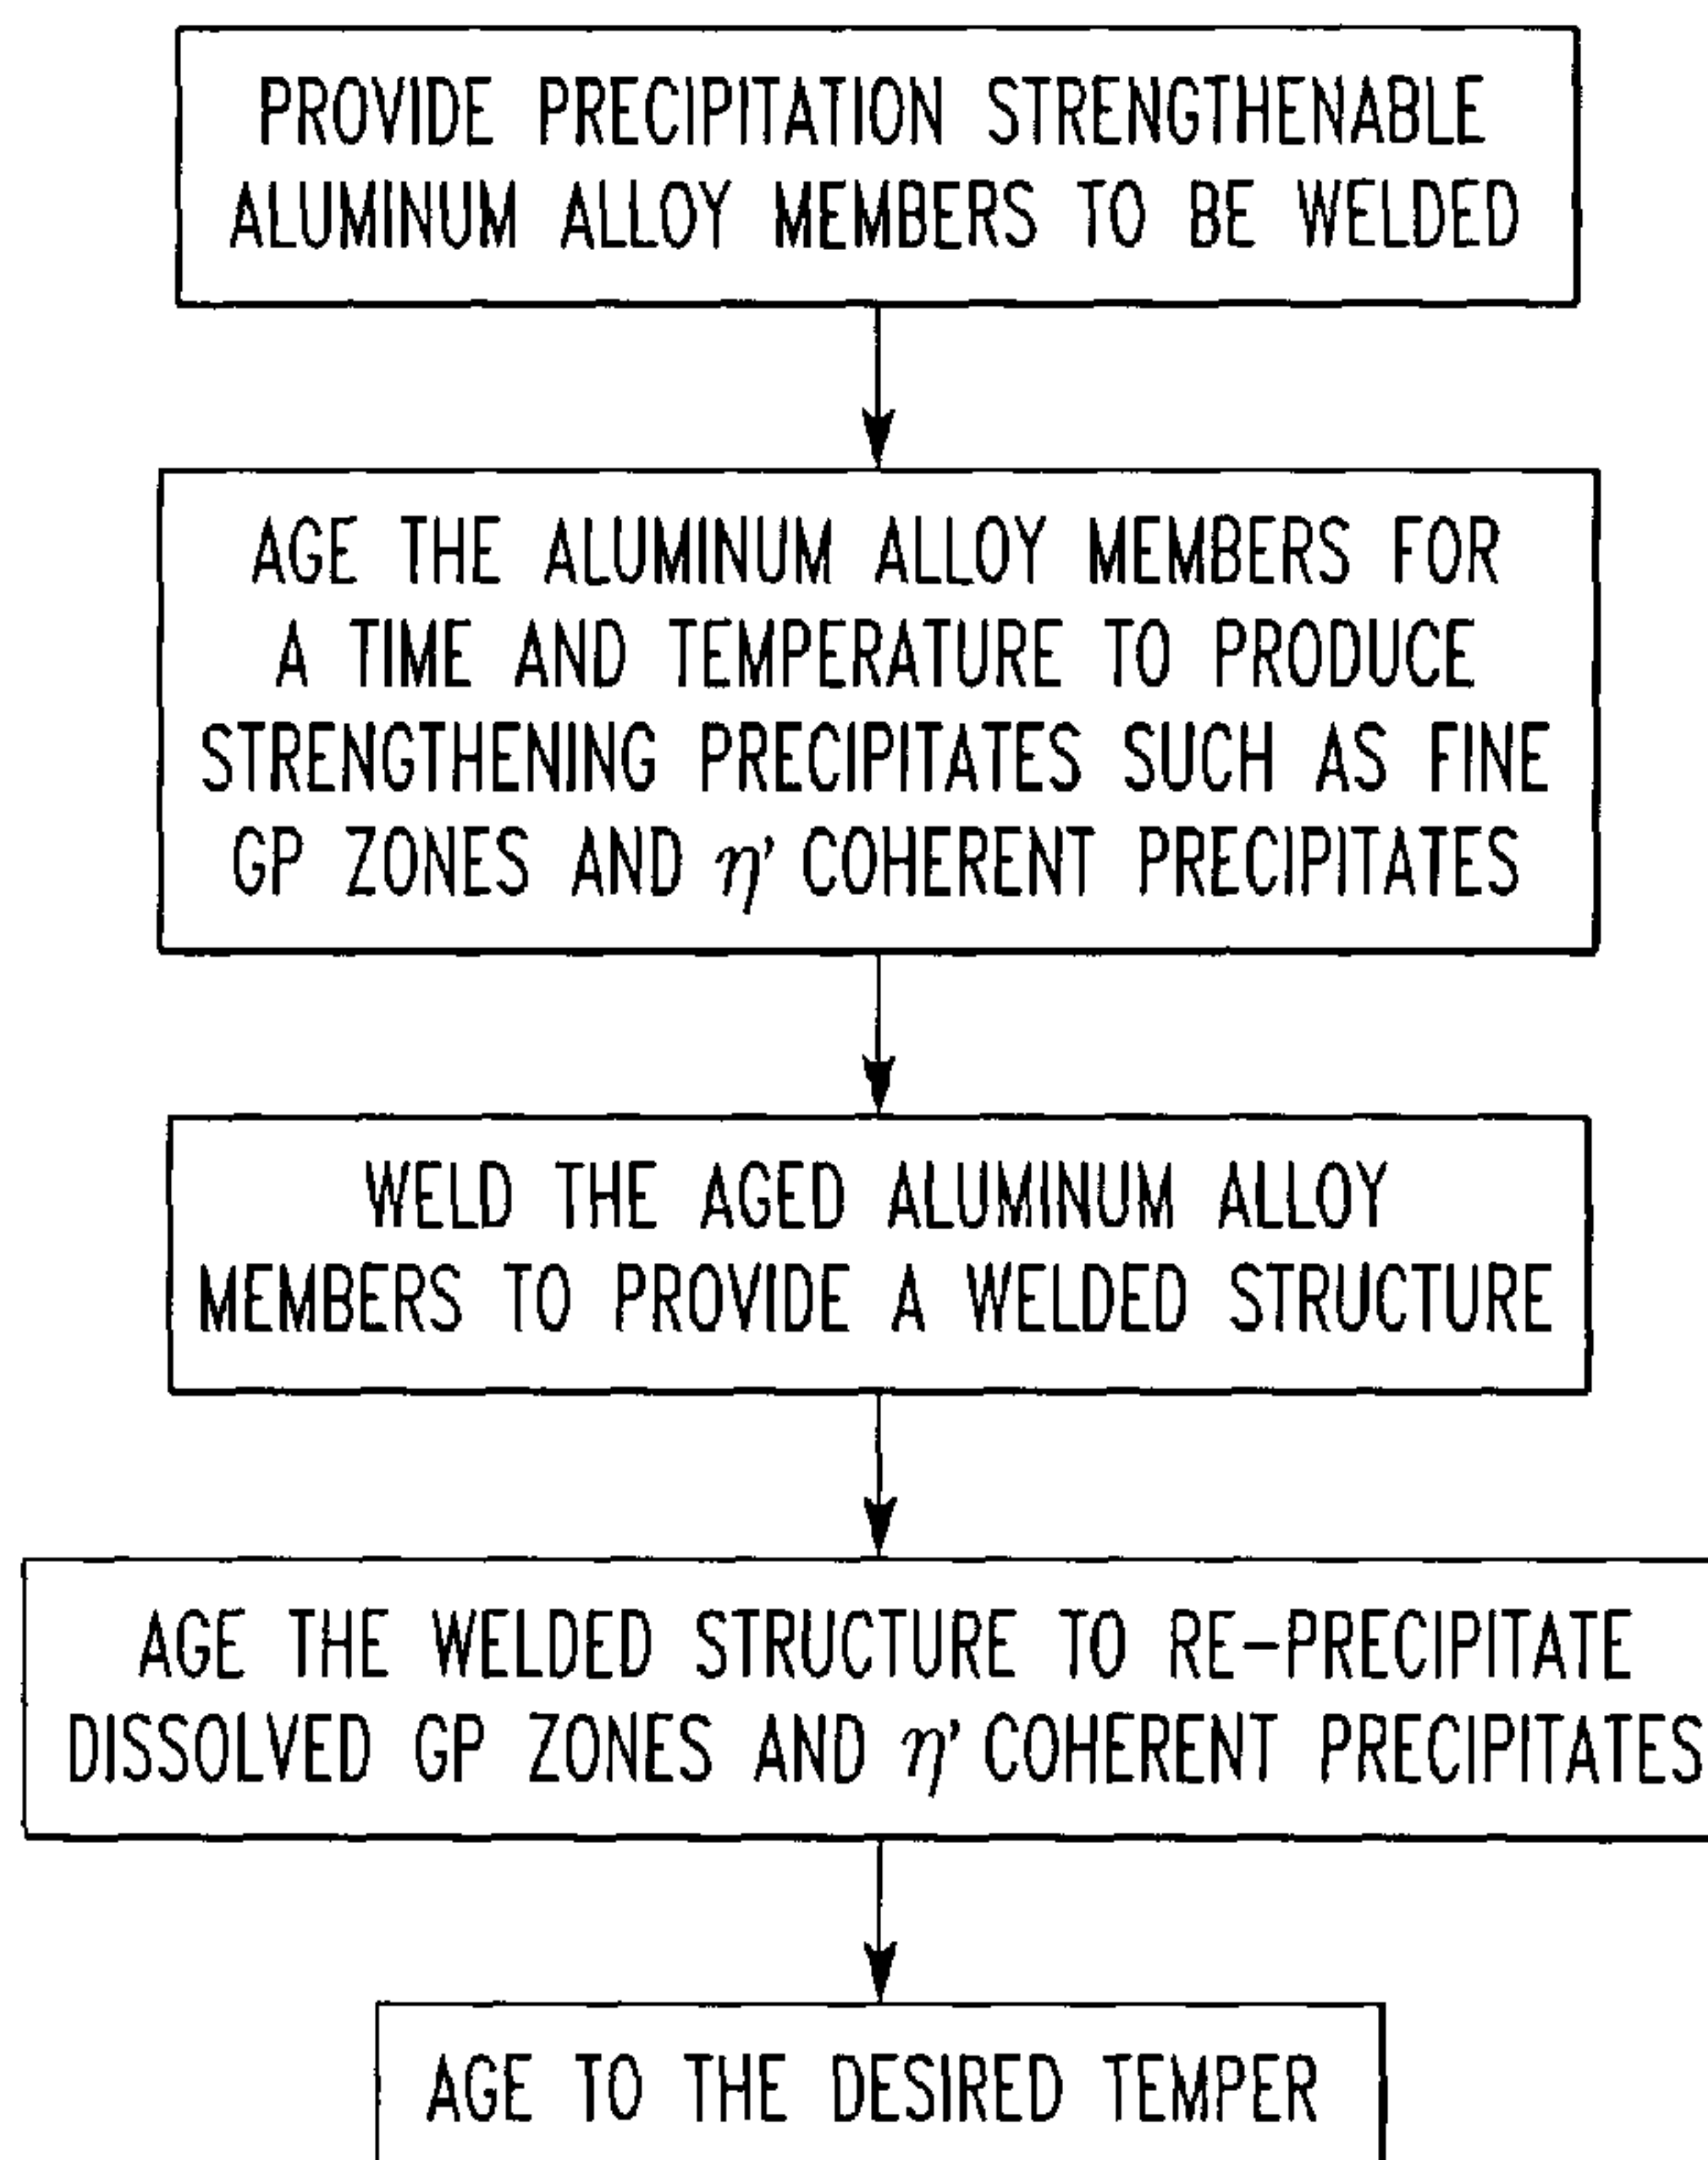 PROVIDE PRECIPITATION STRENGTHENABLE
ALUMINUM ALLOY MEMBERS TO BE WELDED
AGE THE ALUMINUM ALLOY MEMBERS FOR
A TIME AND TEMPERATURE TO PRODUCE
STRENGTHENING PRECIPITATES SUCH AS FINE
GP ZONES AND η' COHERENT PRECIPITATES
WELD THE AGED ALUMINUM ALLOY
MEMBERS TO PROVIDE A WELDED STRUCTURE
AGE THE WELDED STRUCTURE TO RE-PRECIPITATE
DISSOLVED GP ZONES AND η' COHERENT PRECIPITATES
AGE TO THE DESIRED TEMPER